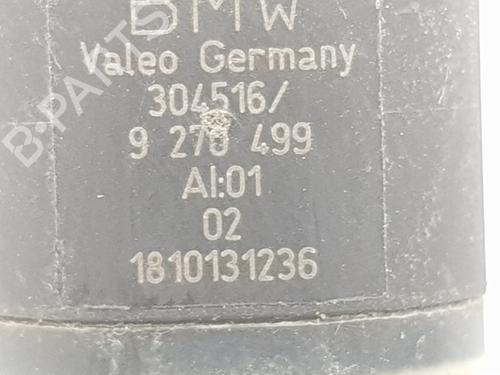 BMW
Valeo Germany
304516/
9 270 499
AI:01
02
1810131236
B-PARTS